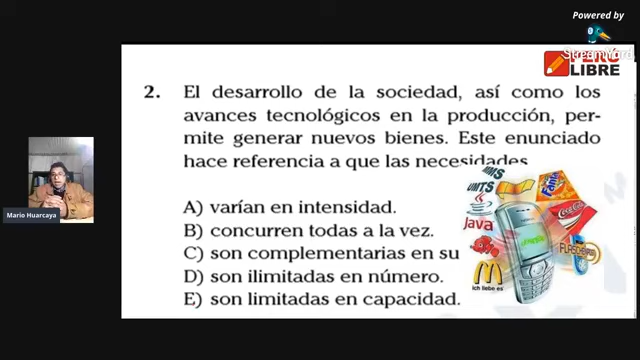 Powered by
StreamYard
PERÚ
LIBRE
2. El desarrollo de la sociedad, así como los
avances tecnológicos en la producción, per-
mite generar nuevos bienes. Este enunciado
hace referencia a que las necesidades
A) varían en intensidad.
B) concurren todas a la vez.
C) son complementarias en su
D) son ilimitadas en número.
E) son limitadas en capacidad.
Mario Huarcaya
MMS
UMTS
Java
Fanta
Coca-Cola
ich liebe es